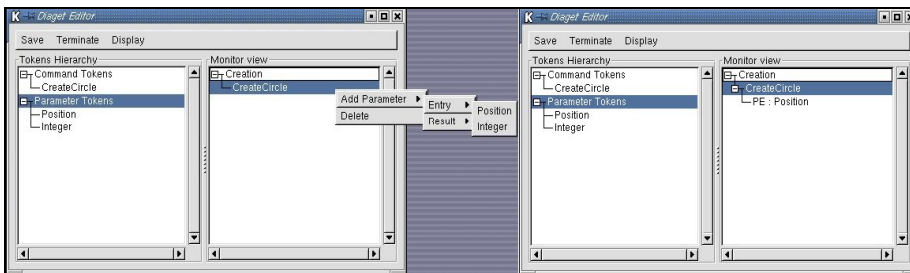 K Diaget Editor
Save Terminate Display
Tokens Hierarchy
Command Tokens
CreateCircle
Parameter Tokens
Position
Integer
Monitor view
Creation
CreateCircle
Add Parameter
Delete
Entry
Result
Position
Integer
K Diaget Editor
Save Terminate Display
Tokens Hierarchy
Command Tokens
CreateCircle
Parameter Tokens
Position
Integer
Monitor view
Creation
CreateCircle
PE : Position